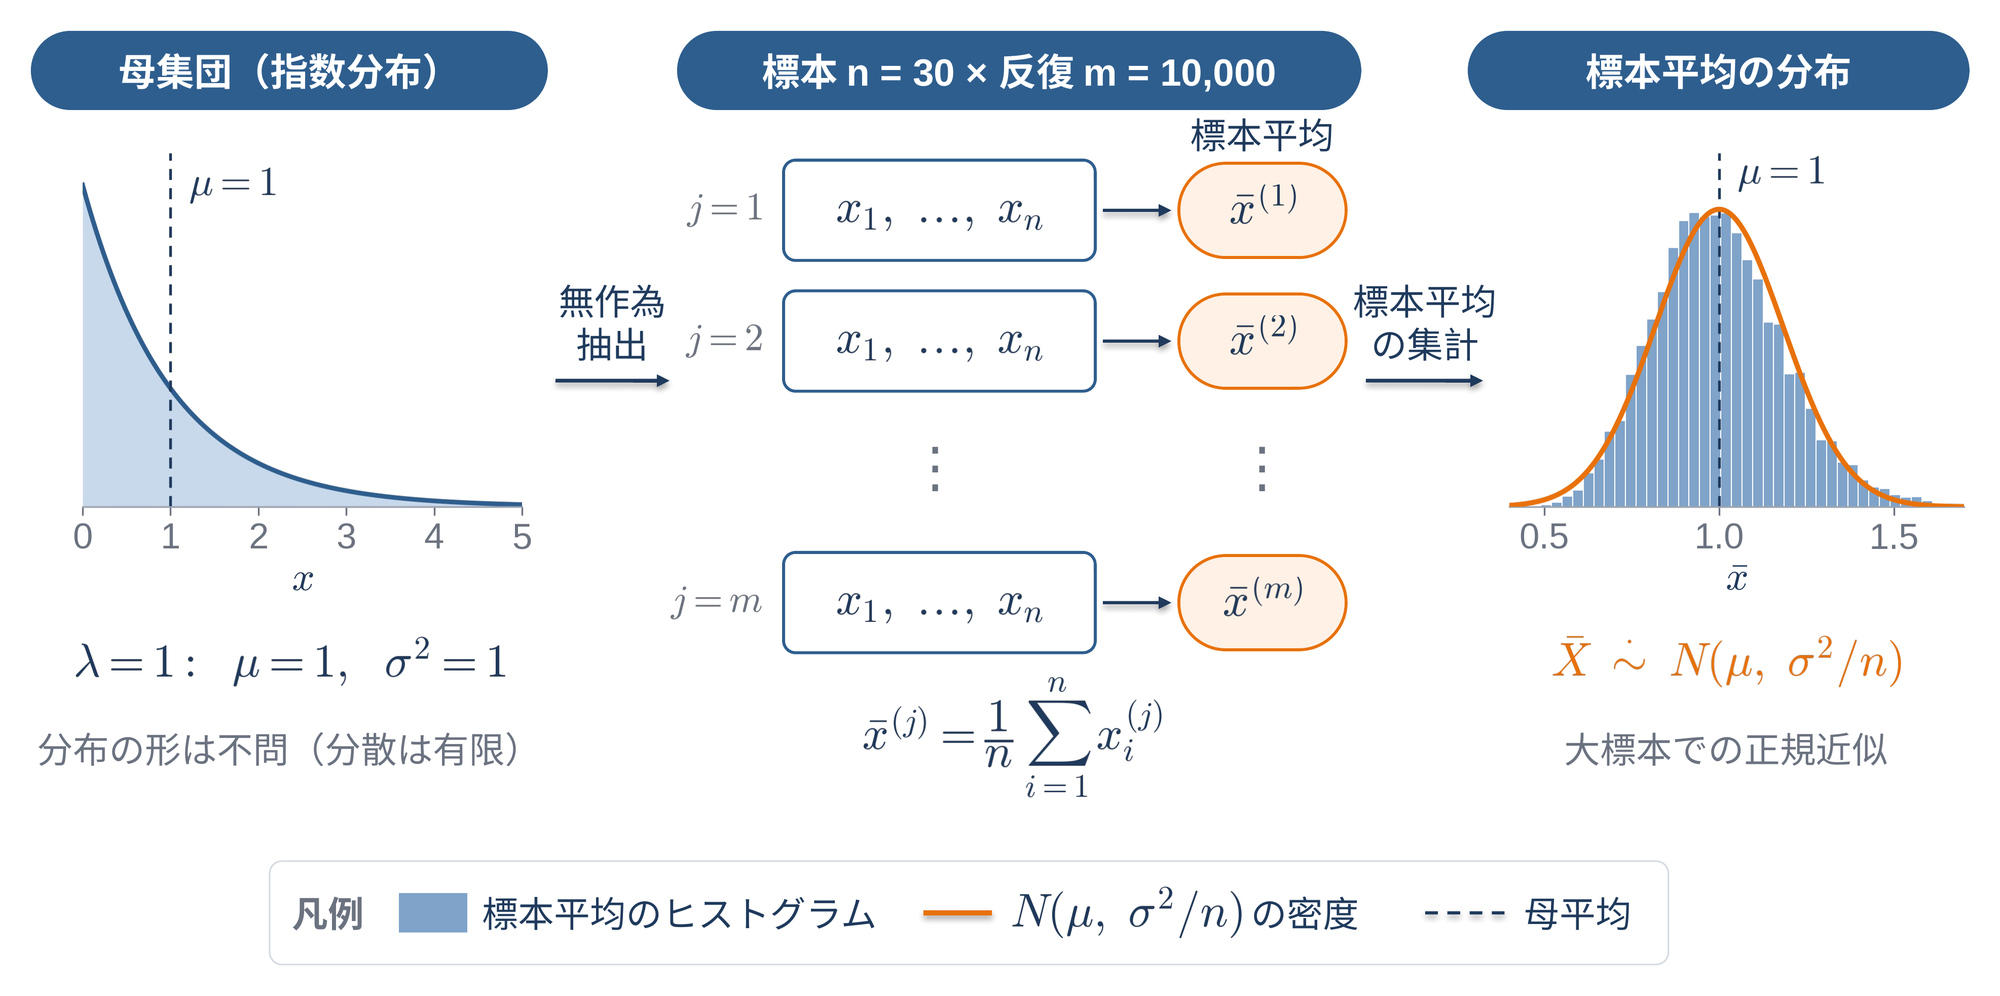 母集団（指数分布）
標本 n = 30 × 反復 m = 10,000
標本平均の分布
μ = 1
0 1 2 3 4 5
x
λ = 1 : μ = 1, σ² = 1
分布の形は不問（分散は有限）
無作為
抽出
標本平均
j = 1 x₁, …, xₙ x̄⁽¹⁾
j = 2 x₁, …, xₙ x̄⁽²⁾
⋮ ⋮
j = m x₁, …, xₙ x̄⁽ᵐ⁾
x̄⁽ʲ⁾ = 1/n ∑_{i=1}^{n} x_i^{(j)}
標本平均
の集計
μ = 1
0.5 1.0 1.5
x̄
X̄ ∼̇ N(μ, σ²/n)
大標本での正規近似
凡例 標本平均のヒストグラム N(μ, σ²/n) の密度 母平均